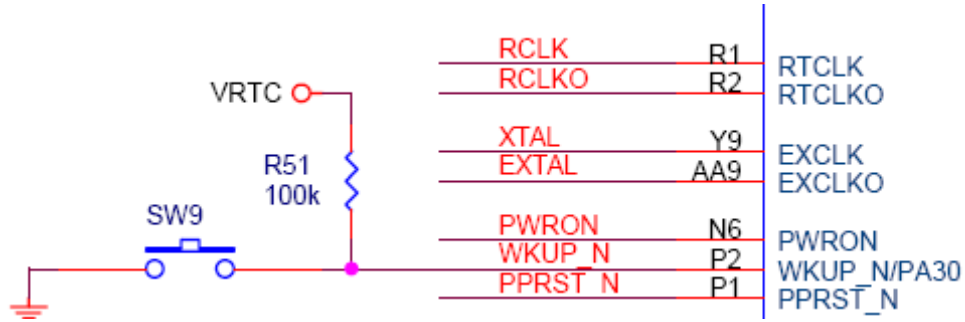 RCLK R1 RTCLK
RCLKO R2 RTCLKO
VRTC
XTAL Y9 EXCLK
EXTAL AA9 EXCLKO
R51
100k
SW9
PWRON N6 PWRON
WKUP_N P2 WKUP_N/PA30
PPRST_N P1 PPRST_N